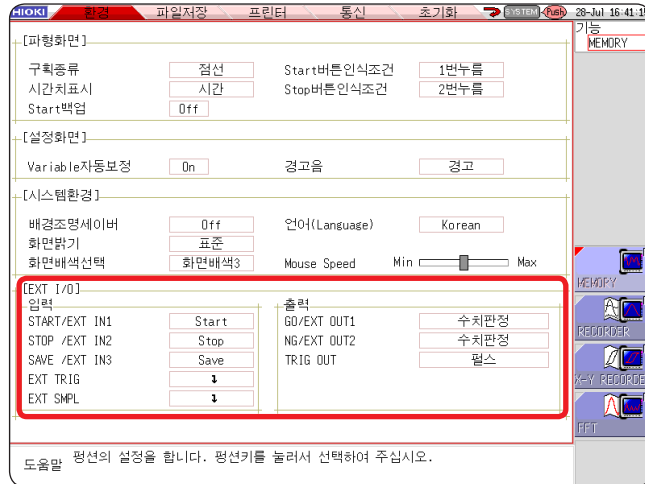 HIOKI 환경 파일저장 프린터 통신 초기화 SYSTEM Push 28-Jul 16:41:1
기능
MEMORY
[파형화면]
구획종류 점선 Start버튼인식조건 1번누름
시간치표시 시간 Stop버튼인식조건 2번누름
Start백업 Off
[설정화면]
Variable자동보정 On 경고음 경고
[시스템환경]
배경조명세이버 Off 언어(Language) Korean
화면밝기 표준
화면배색선택 화면배색3 Mouse Speed Min Max
[EXT I/O]
입력 출력
START/EXT IN1 Start GO/EXT OUT1 수치판정
STOP /EXT IN2 Stop NG/EXT OUT2 수치판정
SAVE /EXT IN3 Save TRIG OUT 펄스
EXT TRIG
EXT SMPL
MEMORY
RECORDER
X-Y RECORDE
FFT
도움말 펑션의 설정을 합니다. 펑션키를 눌러서 선택하여 주십시오.